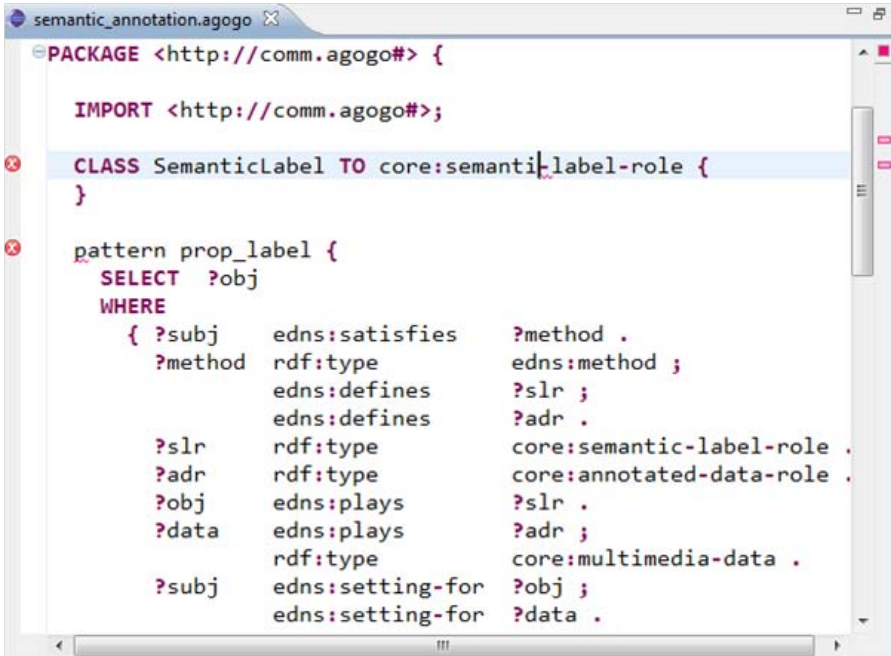 semantic_annotation.agogo
PACKAGE <http://comm.agogo#> {
IMPORT <http://comm.agogo#>;
CLASS SemanticLabel TO core:semanti-label-role {
}
pattern prop_label {
SELECT ?obj
WHERE
{ ?subj edns:satisfies ?method .
?method rdf:type edns:method ;
edns:defines ?slr ;
edns:defines ?adr .
?slr rdf:type core:semantic-label-role .
?adr rdf:type core:annotated-data-role .
?obj edns:plays ?slr .
?data edns:plays ?adr ;
rdf:type core:multimedia-data .
?subj edns:setting-for ?obj ;
edns:setting-for ?data .